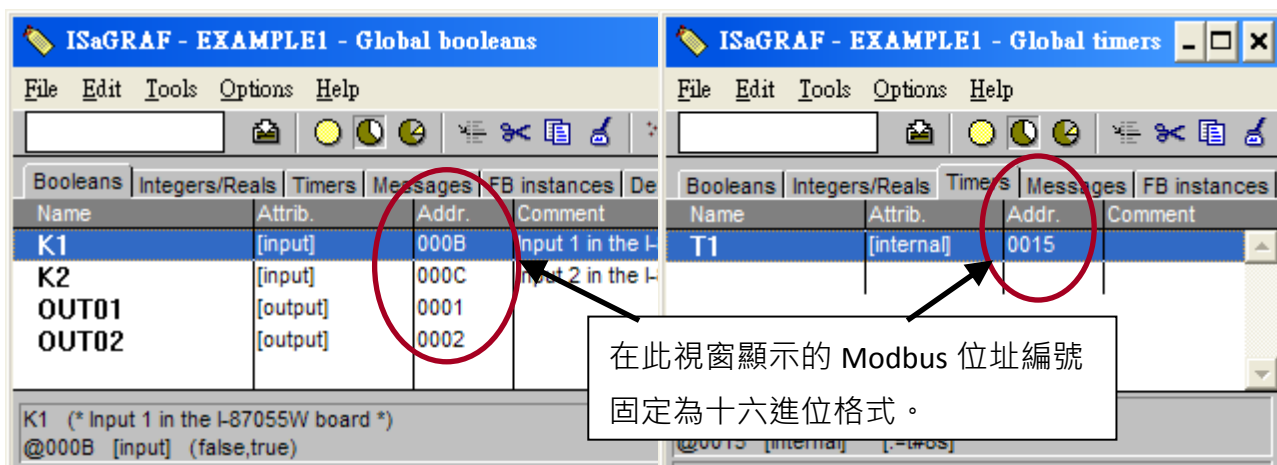 ISaGRAF - EXAMPLE1 - Global booleans
File Edit Tools Options Help
Booleans Integers/Reals Timers Messages FB instances De
Name Attrib. Addr. Comment
K1 [input] 000B Input 1 in the I-
K2 [input] 000C Input 2 in the I-
OUT01 [output] 0001
OUT02 [output] 0002
K1 (* Input 1 in the I-87055W board *)
@000B [input] (false,true)
ISaGRAF - EXAMPLE1 - Global timers
File Edit Tools Options Help
Booleans Integers/Reals Timers Messages FB instances
Name Attrib. Addr. Comment
T1 [internal] 0015
在此視窗顯示的 Modbus 位址編號
固定為十六進位格式。
@0015 [internal]